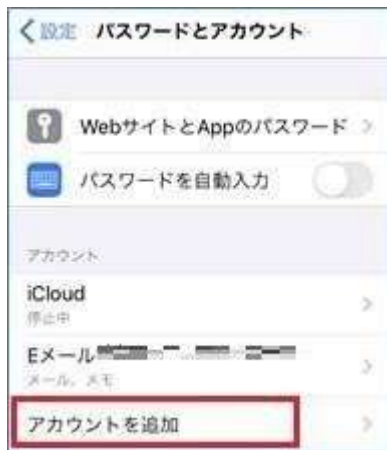 設定 パスワードとアカウント
WebサイトとAppのパスワード
パスワードを自動入力
アカウント
iCloud
停止中
Eメール
メール、メモ
アカウントを追加